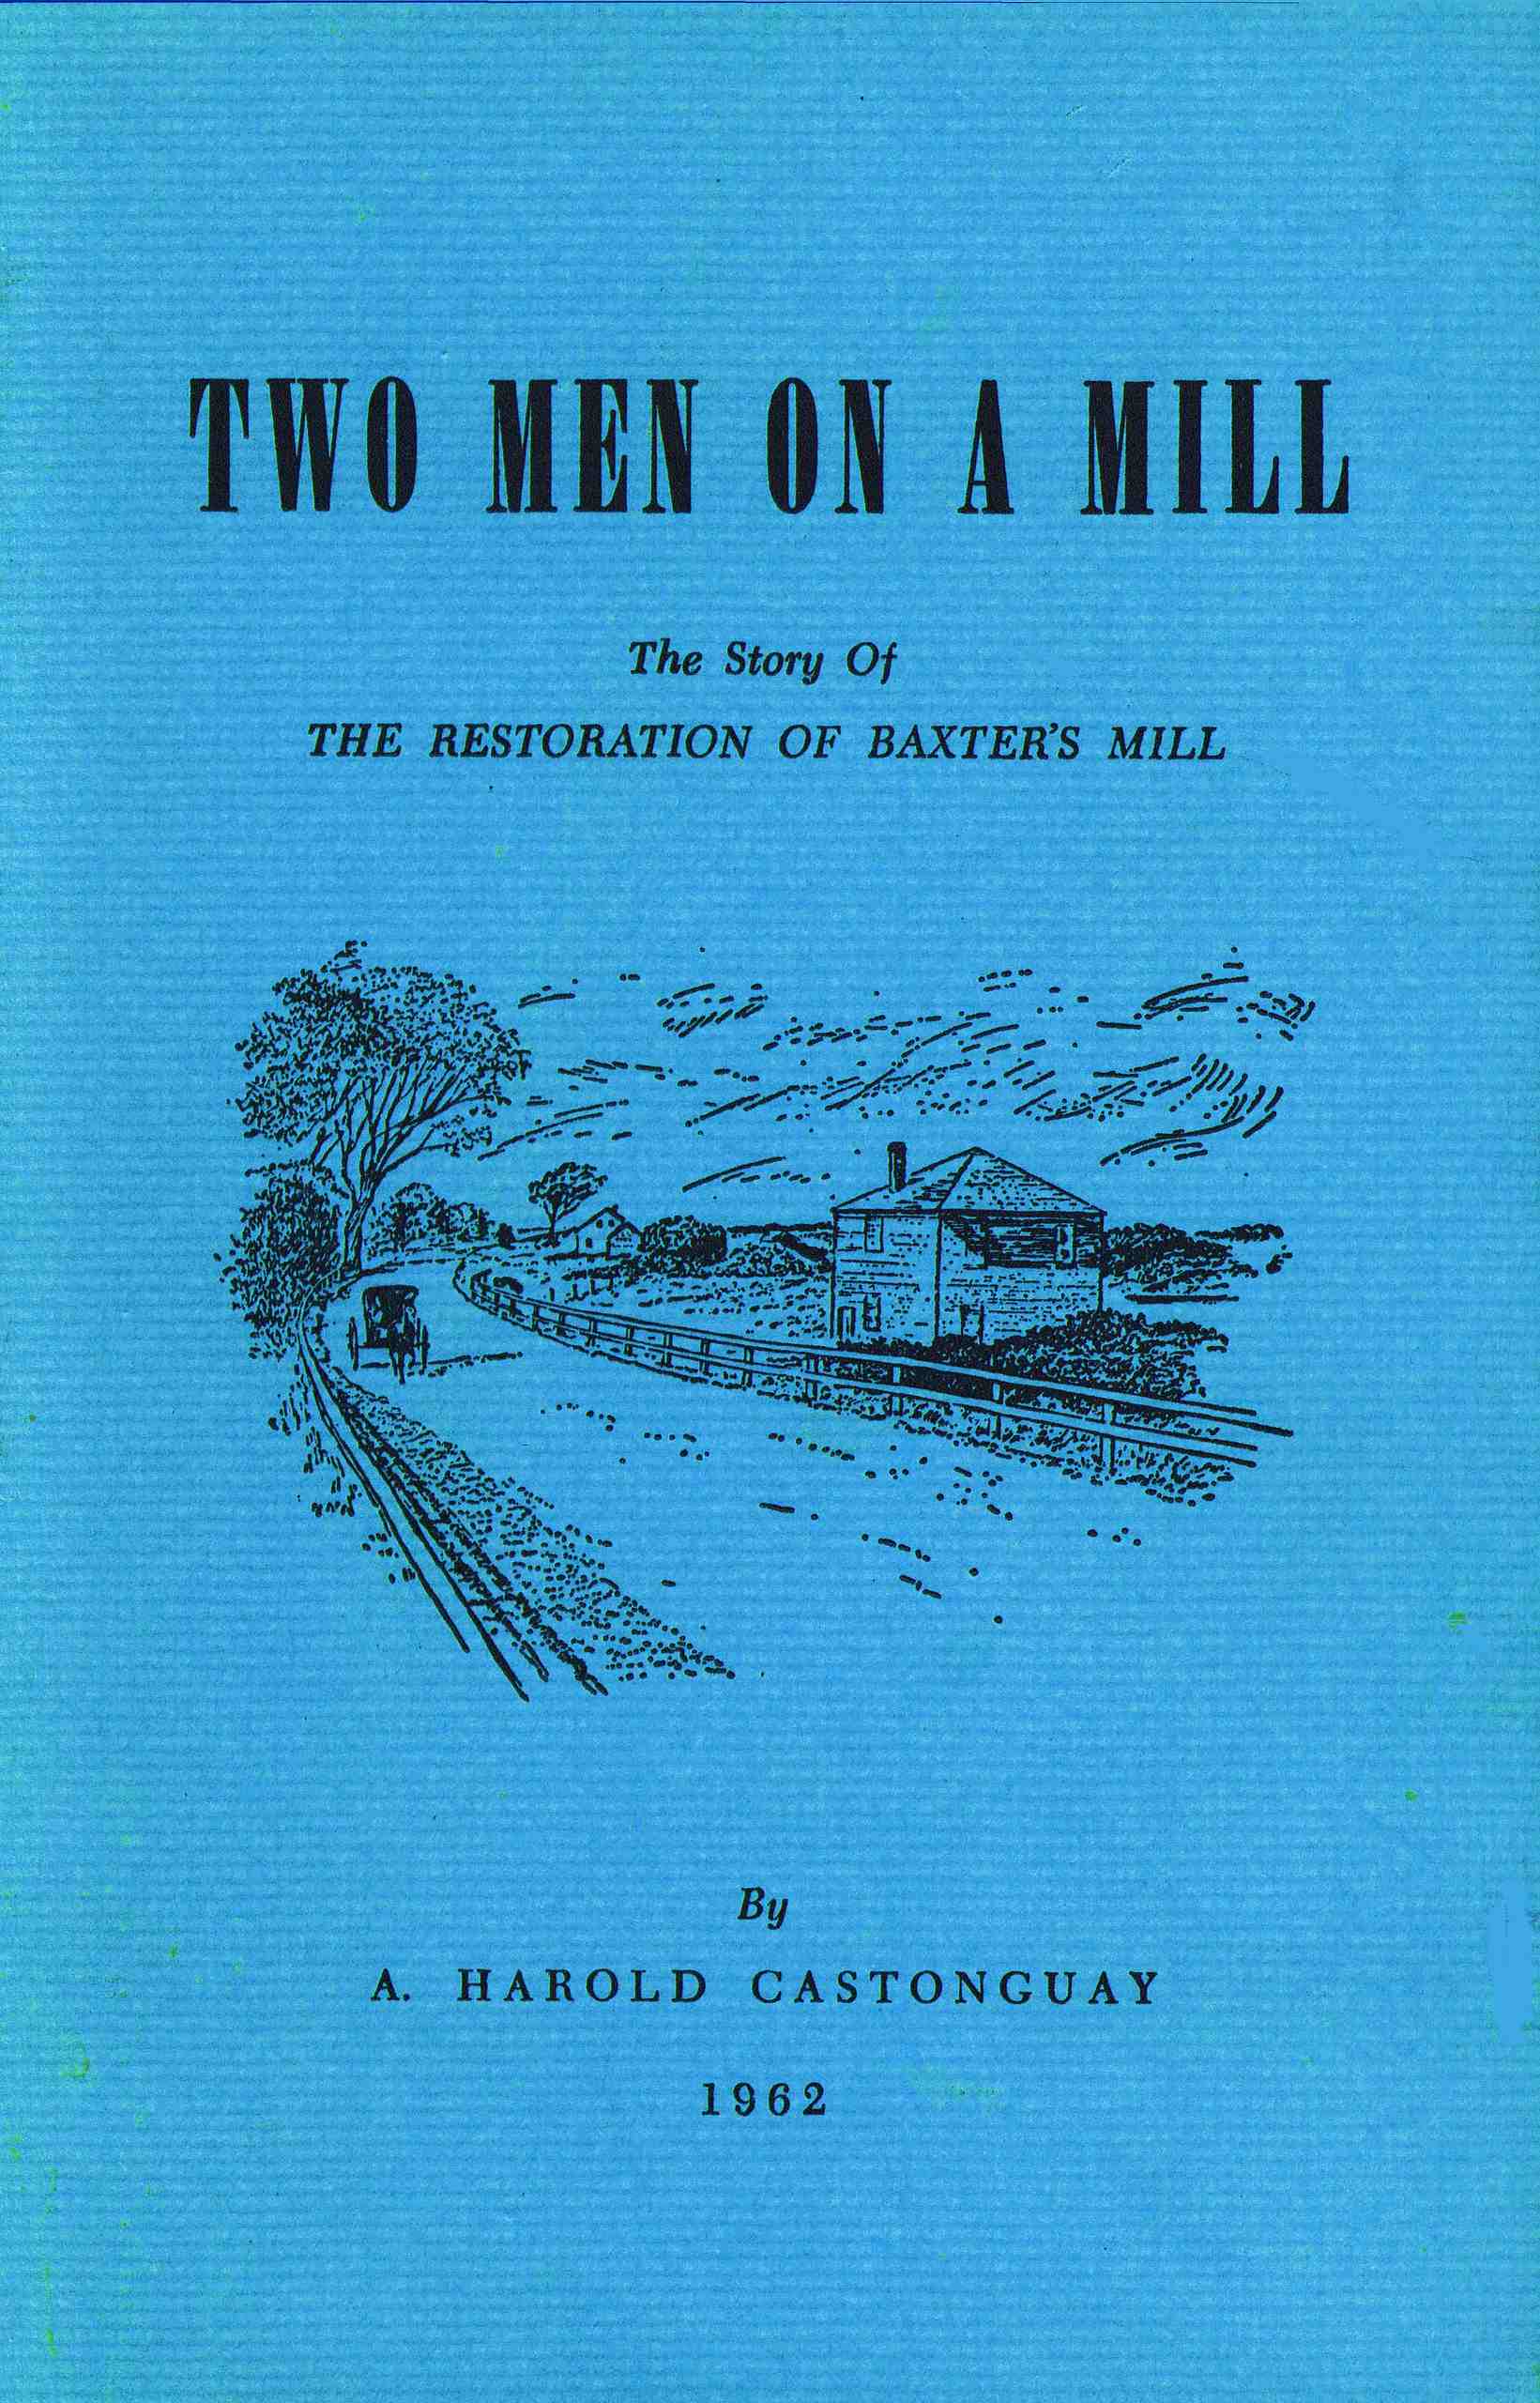 TWO MEN ON A MILL
The Story Of
THE RESTORATION OF BAXTER'S MILL
By
A. HAROLD CASTONGUAY
1962